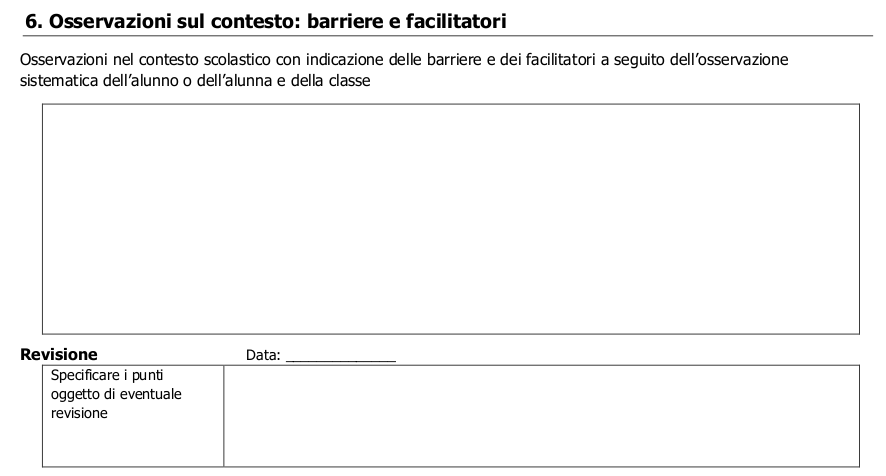 6. Osservazioni sul contesto: barriere e facilitatori
Osservazioni nel contesto scolastico con indicazione delle barriere e dei facilitatori a seguito dell’osservazione
sistematica dell’alunno o dell’alunna e della classe
Revisione Data: _______________
Specificare i punti
oggetto di eventuale
revisione